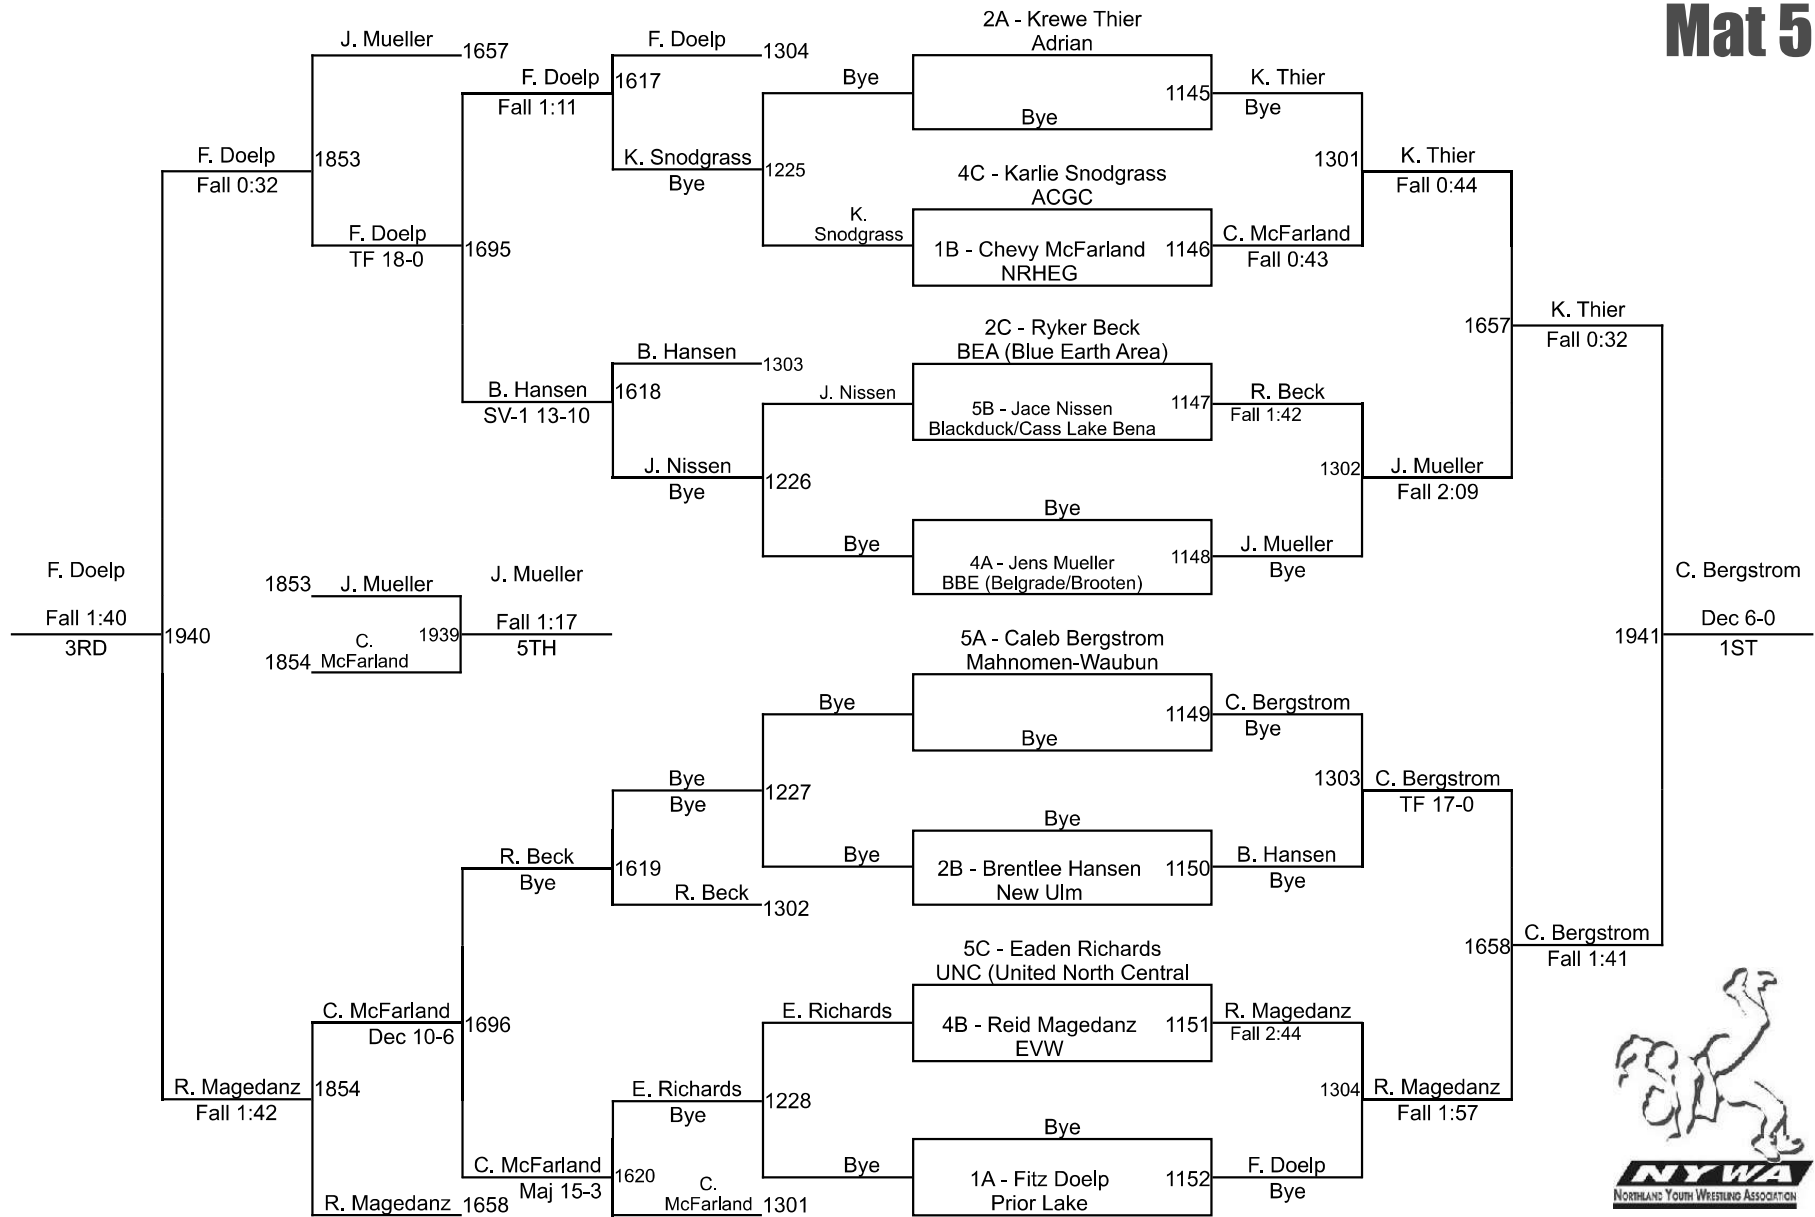 Mat 5
2A - Krewe Thier
Adrian
1145
Bye
4C - Karlie Snodgrass
ACGC
1B - Chevy McFarland
NRHEG
1146
2C - Ryker Beck
BEA (Blue Earth Area)
5B - Jace Nissen
Blackduck/Cass Lake Bena
1147
Bye
4A - Jens Mueller
BBE (Belgrade/Brooten)
1148
5A - Caleb Bergstrom
Mahnomen-Waubun
1149
Bye
Bye
2B - Brentlee Hansen
New Ulm
1150
5C - Eaden Richards
UNC (United North Central
4B - Reid Magedanz
EVW
1151
Bye
1A - Fitz Doelp
Prior Lake
1152
K. Thier
Bye
1301
C. McFarland
Fall 0:43
R. Beck
Fall 1:42
1302
J. Mueller
Bye
C. Bergstrom
Bye
1303
B. Hansen
Bye
R. Magedanz
Fall 2:44
1304
F. Doelp
Bye
K. Thier
Fall 0:44
1657
J. Mueller
Fall 2:09
C. Bergstrom
TF 17-0
1658
R. Magedanz
Fall 1:57
K. Thier
Fall 0:32
1941
C. Bergstrom
Fall 1:41
C. Bergstrom
Dec 6-0
1ST
Bye
1225
K.
Snodgrass
J. Nissen
1226
Bye
Bye
1227
Bye
E. Richards
1228
Bye
F. Doelp
1304
1617
K. Snodgrass
Bye
B. Hansen
1303
1618
J. Nissen
Bye
Bye
Bye
1619
R. Beck
1302
E. Richards
Bye
1620
C.
McFarland
1301
F. Doelp
Fall 1:11
1695
B. Hansen
SV-1 13-10
R. Beck
Bye
1696
C. McFarland
Maj 15-3
J. Mueller
1657
1853
F. Doelp
TF 18-0
C. McFarland
Dec 10-6
1854
R. Magedanz
1658
F. Doelp
Fall 0:32
1940
R. Magedanz
Fall 1:42
F. Doelp
Fall 1:40
3RD
1853
J. Mueller
1939
1854
C.
McFarland
J. Mueller
Fall 1:17
5TH
NYWA
NORTHLAND YOUTH WRESTLING ASSOCIATION